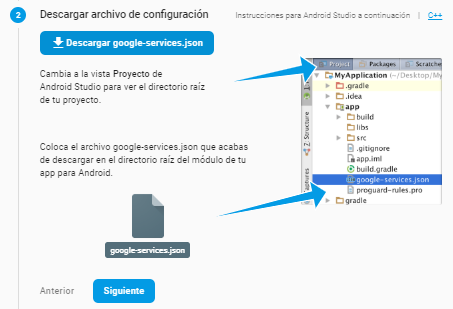 2 Descargar archivo de configuración Instrucciones para Android Studio a continuación | C++
Descargar google-services.json
Cambia a la vista Proyecto de
Android Studio para ver el directorio raíz
de tu proyecto.
Coloca el archivo google-services.json que acabas
de descargar en el directorio raíz del módulo de tu
app para Android.
google-services.json
Anterior Siguiente
Project Packages Scratches
MyApplication (~/Desktop/My
.gradle
.idea
app
build
libs
src
.gitignore
app.iml
build.gradle
google-services.json
proguard-rules.pro
gradle
Z: Structure
Captures